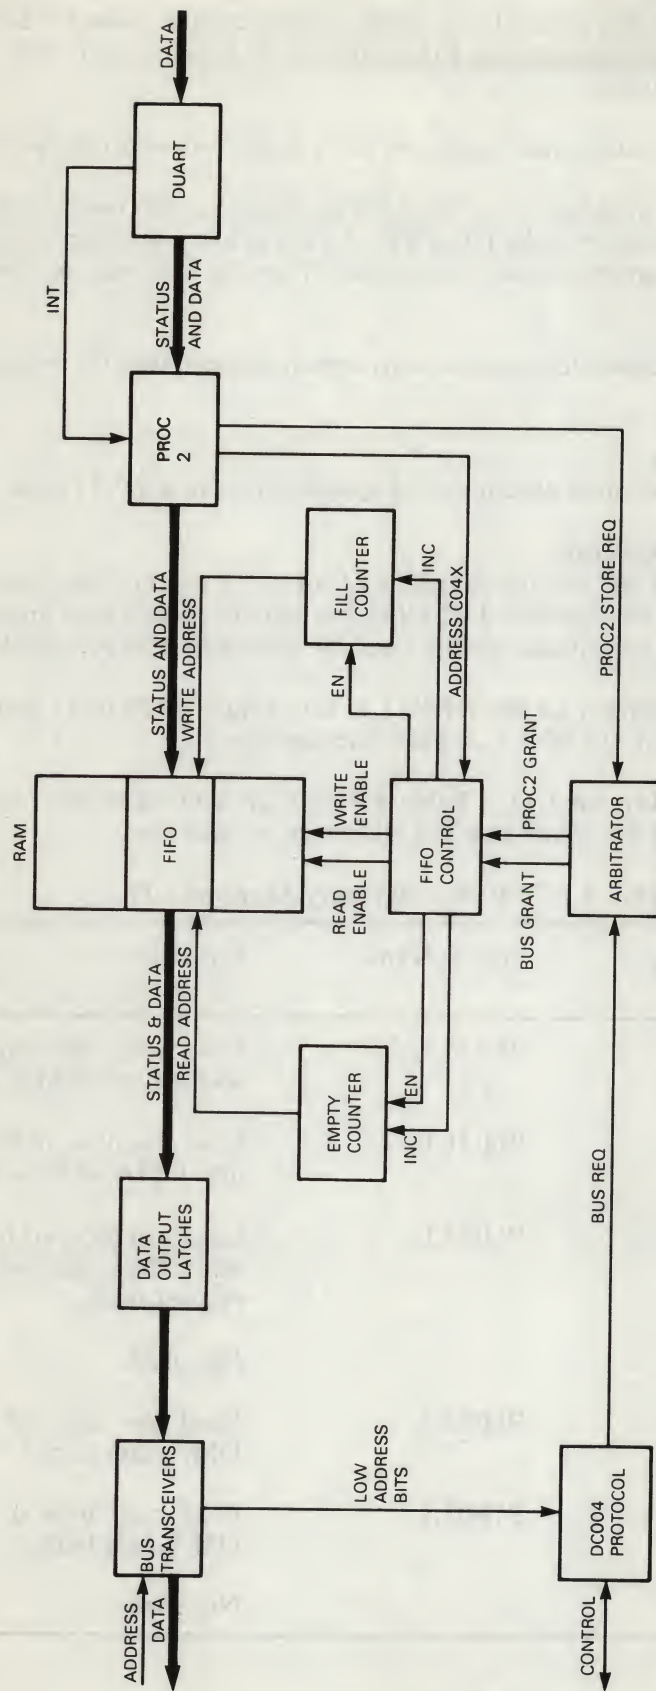 DATA
DUART
INT
STATUS
AND DATA
PROC
2
STATUS AND DATA
WRITE ADDRESS
FILL
COUNTER
INC
EN
ADDRESS C04X
PROC2 STORE REQ
RAM
FIFO
WRITE
ENABLE
READ
ENABLE
FIFO
CONTROL
PROC2 GRANT
BUS GRANT
ARBITRATOR
STATUS & DATA
READ ADDRESS
EMPTY
COUNTER
EN
INC
BUS REQ
DATA
OUTPUT
LATCHES
BUS
TRANSCEIVERS
LOW
ADDRESS
BITS
DC004
PROTOCOL
ADDRESS
DATA
CONTROL